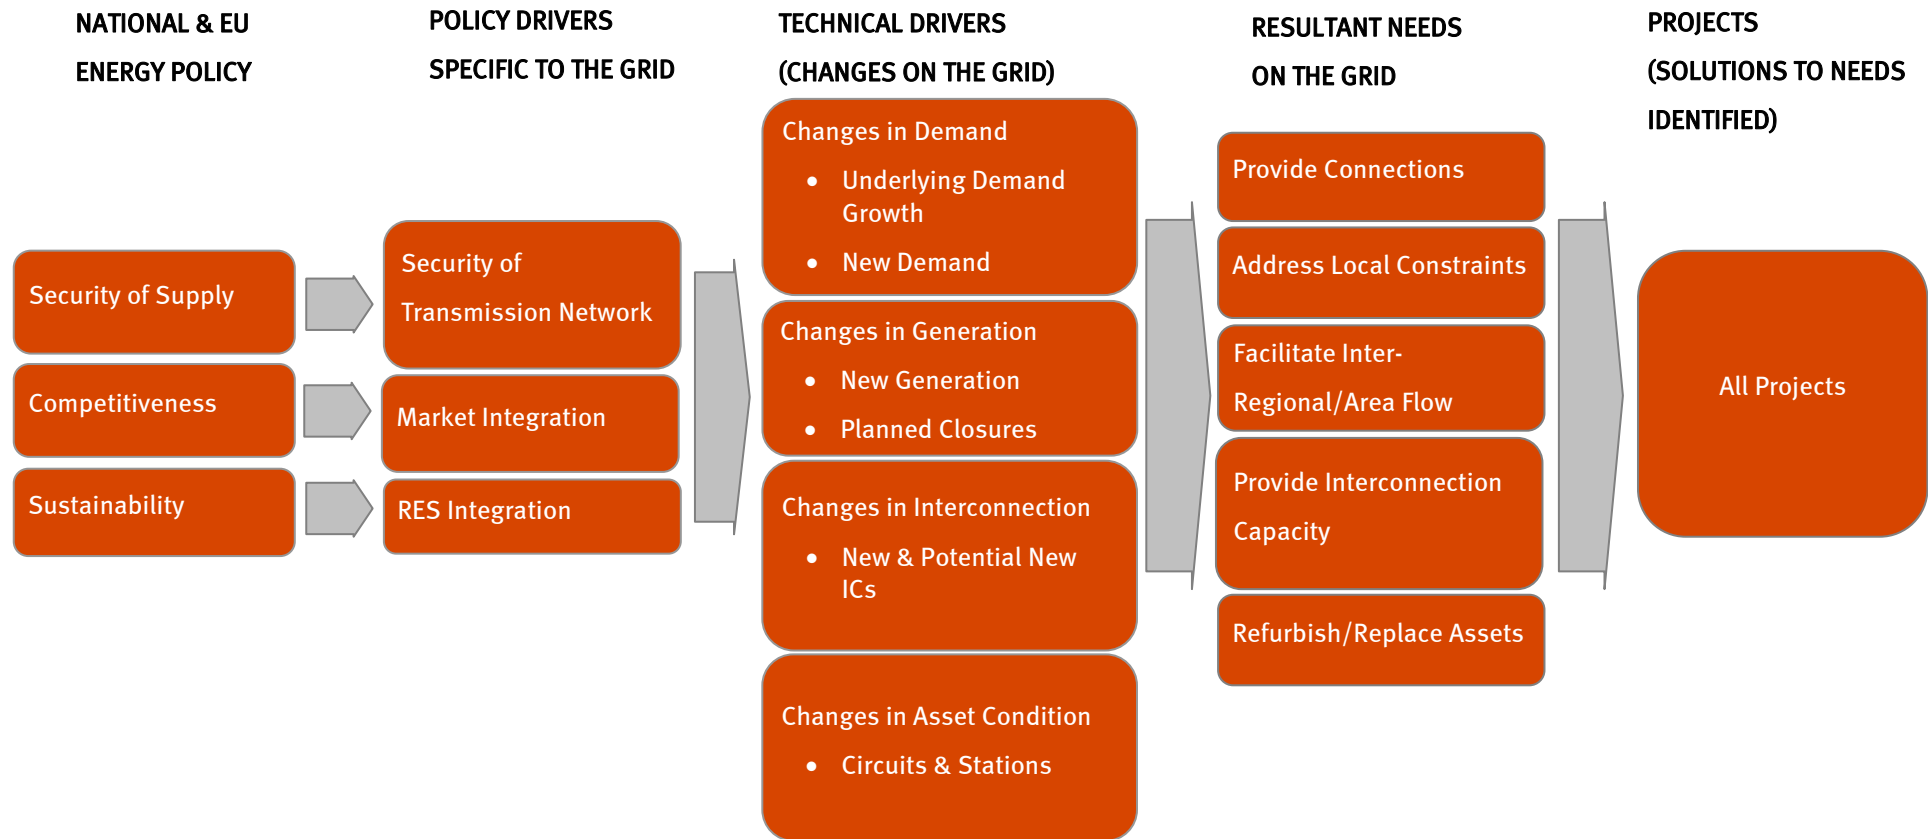 NATIONAL & EU
ENERGY POLICY
POLICY DRIVERS
SPECIFIC TO THE GRID
TECHNICAL DRIVERS
(CHANGES ON THE GRID)
RESULTANT NEEDS
ON THE GRID
PROJECTS
(SOLUTIONS TO NEEDS
IDENTIFIED)
Security of Supply
Competitiveness
Sustainability
Security of
Transmission Network
Market Integration
RES Integration
Changes in Demand
• Underlying Demand
Growth
• New Demand
Changes in Generation
• New Generation
• Planned Closures
Changes in Interconnection
• New & Potential New
ICs
Changes in Asset Condition
• Circuits & Stations
Provide Connections
Address Local Constraints
Facilitate Inter-
Regional/Area Flow
Provide Interconnection
Capacity
Refurbish/Replace Assets
All Projects